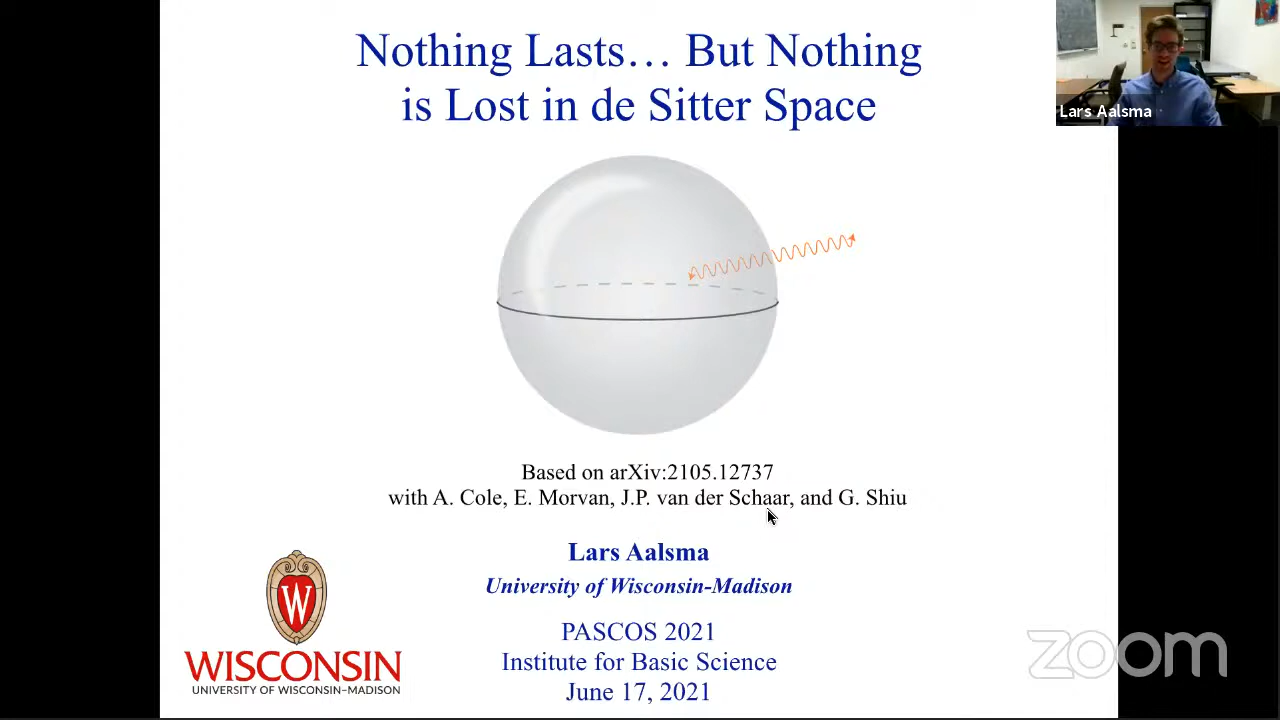 Nothing Lasts… But Nothing
is Lost in de Sitter Space
Lars Aalsma
Based on arXiv:2105.12737
with A. Cole, E. Morvan, J.P. van der Schaar, and G. Shiu
Lars Aalsma
University of Wisconsin-Madison
PASCOS 2021
Institute for Basic Science
June 17, 2021
W
WISCONSIN
UNIVERSITY OF WISCONSIN–MADISON
zoom